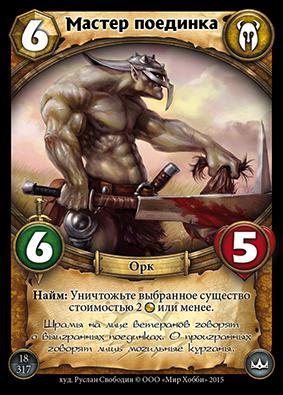 6 Мастер поединка
6 5
Орк
Найм: Уничтожьте выбранное существо
стоимостью 2 или менее.
Шрамы на лице ветеранов говорят
о выигранных поединках. О проигранных
говорят лишь могильные курганы.
18
317
худ. Руслан Свободин © ООО «Мир Хобби» 2015